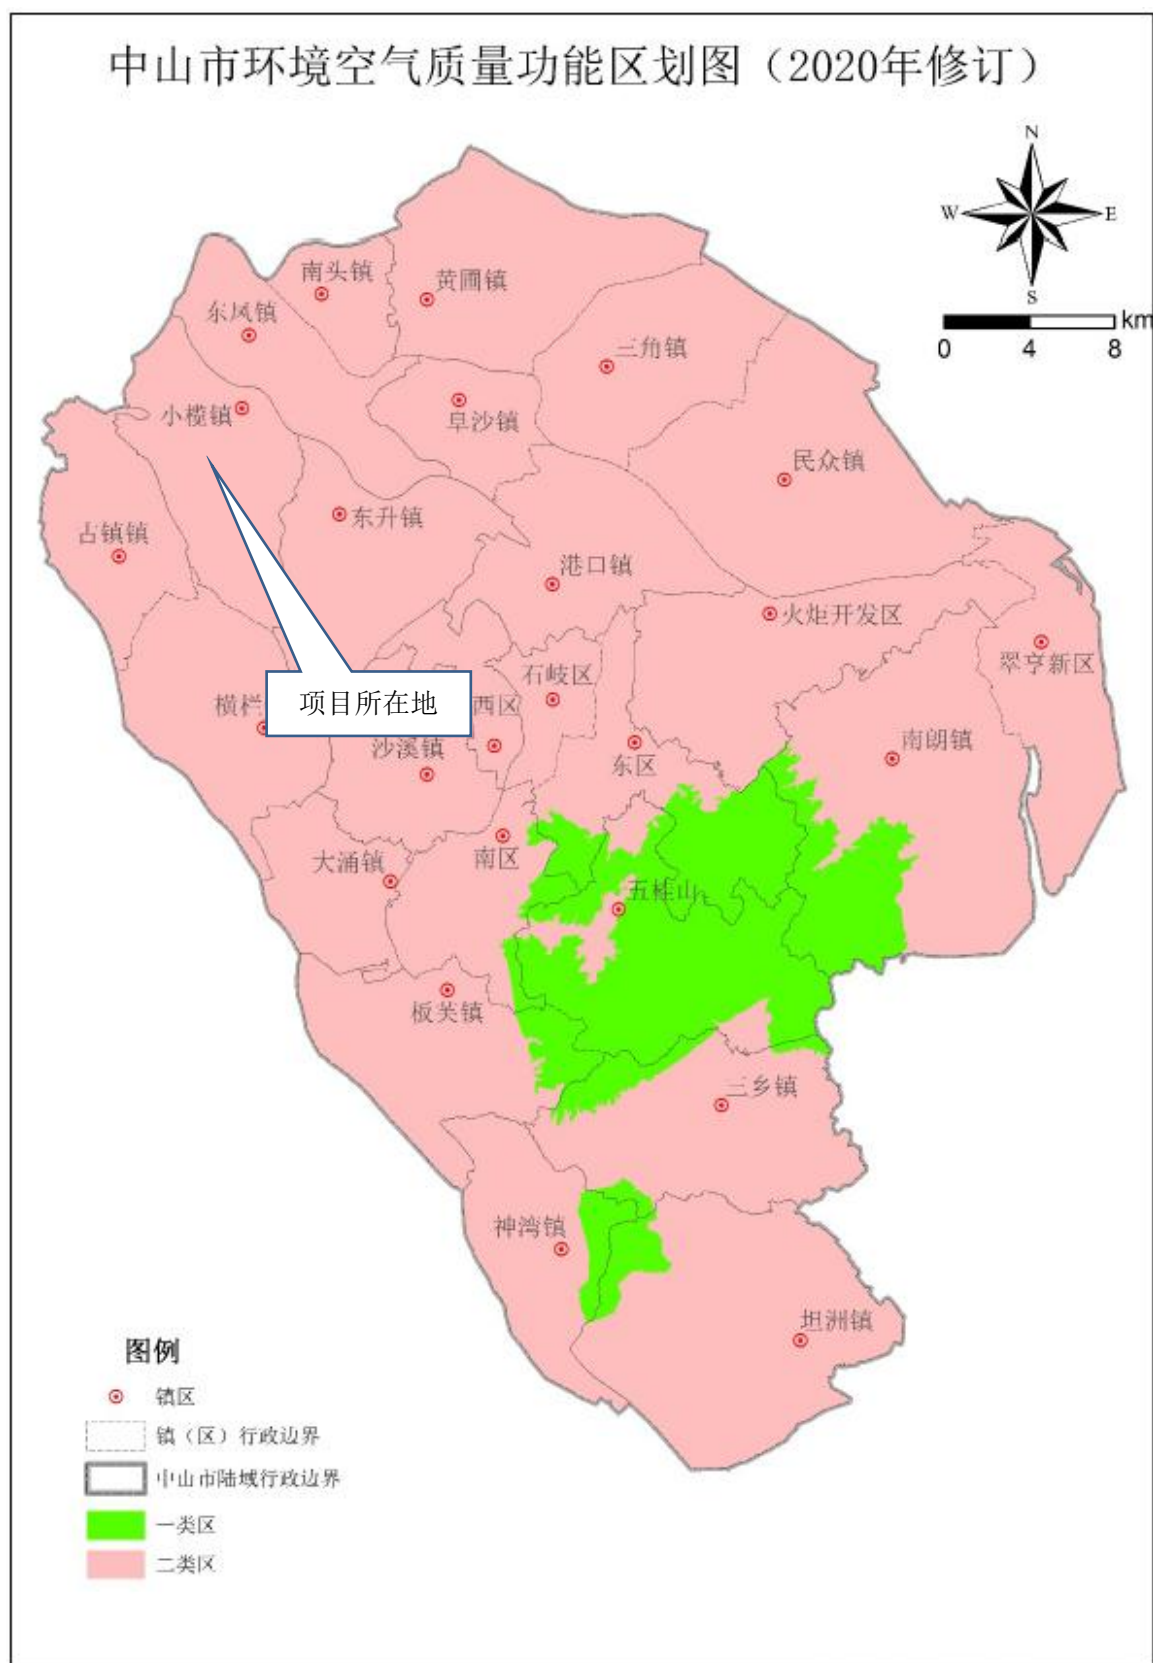 中山市环境空气质量功能区划图（2020年修订）
N
W
E
S
km
0 4 8
南头镇
黄圃镇
东凤镇
三角镇
小榄镇
阜沙镇
民众镇
东升镇
古镇镇
港口镇
火炬开发区
翠亨新区
石岐区
横栏
项目所在地
西区
沙溪镇
东区
南朗镇
南区
大涌镇
五桂山
板芙镇
三乡镇
神湾镇
坦洲镇
图例
镇区
镇（区）行政边界
中山市陆域行政边界
一类区
二类区